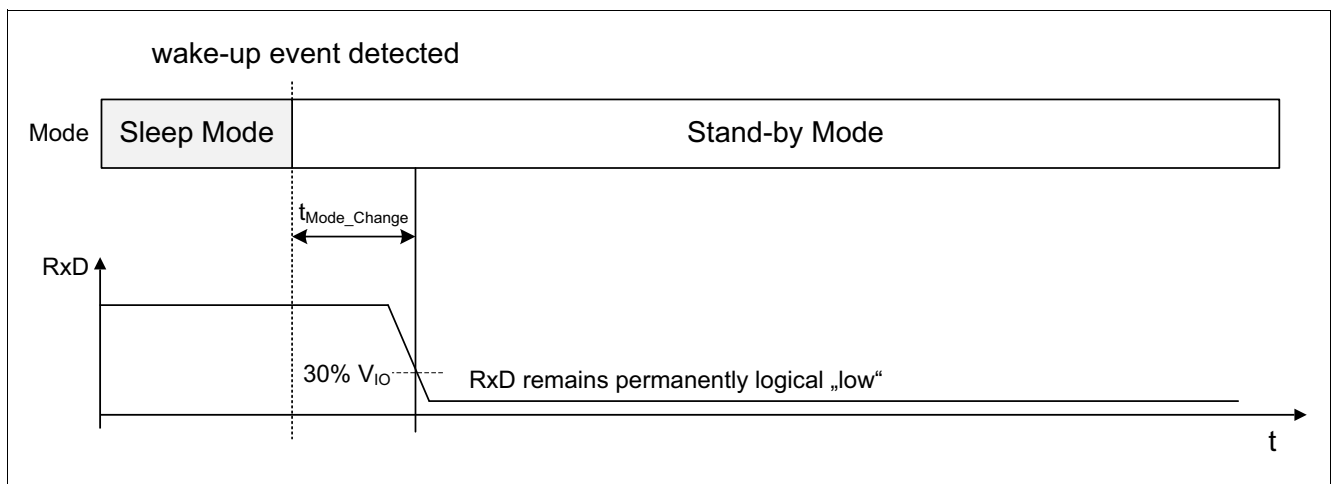 wake-up event detected
Mode Sleep Mode Stand-by Mode
tMode_Change
RxD
30% VIO RxD remains permanently logical „low“
t